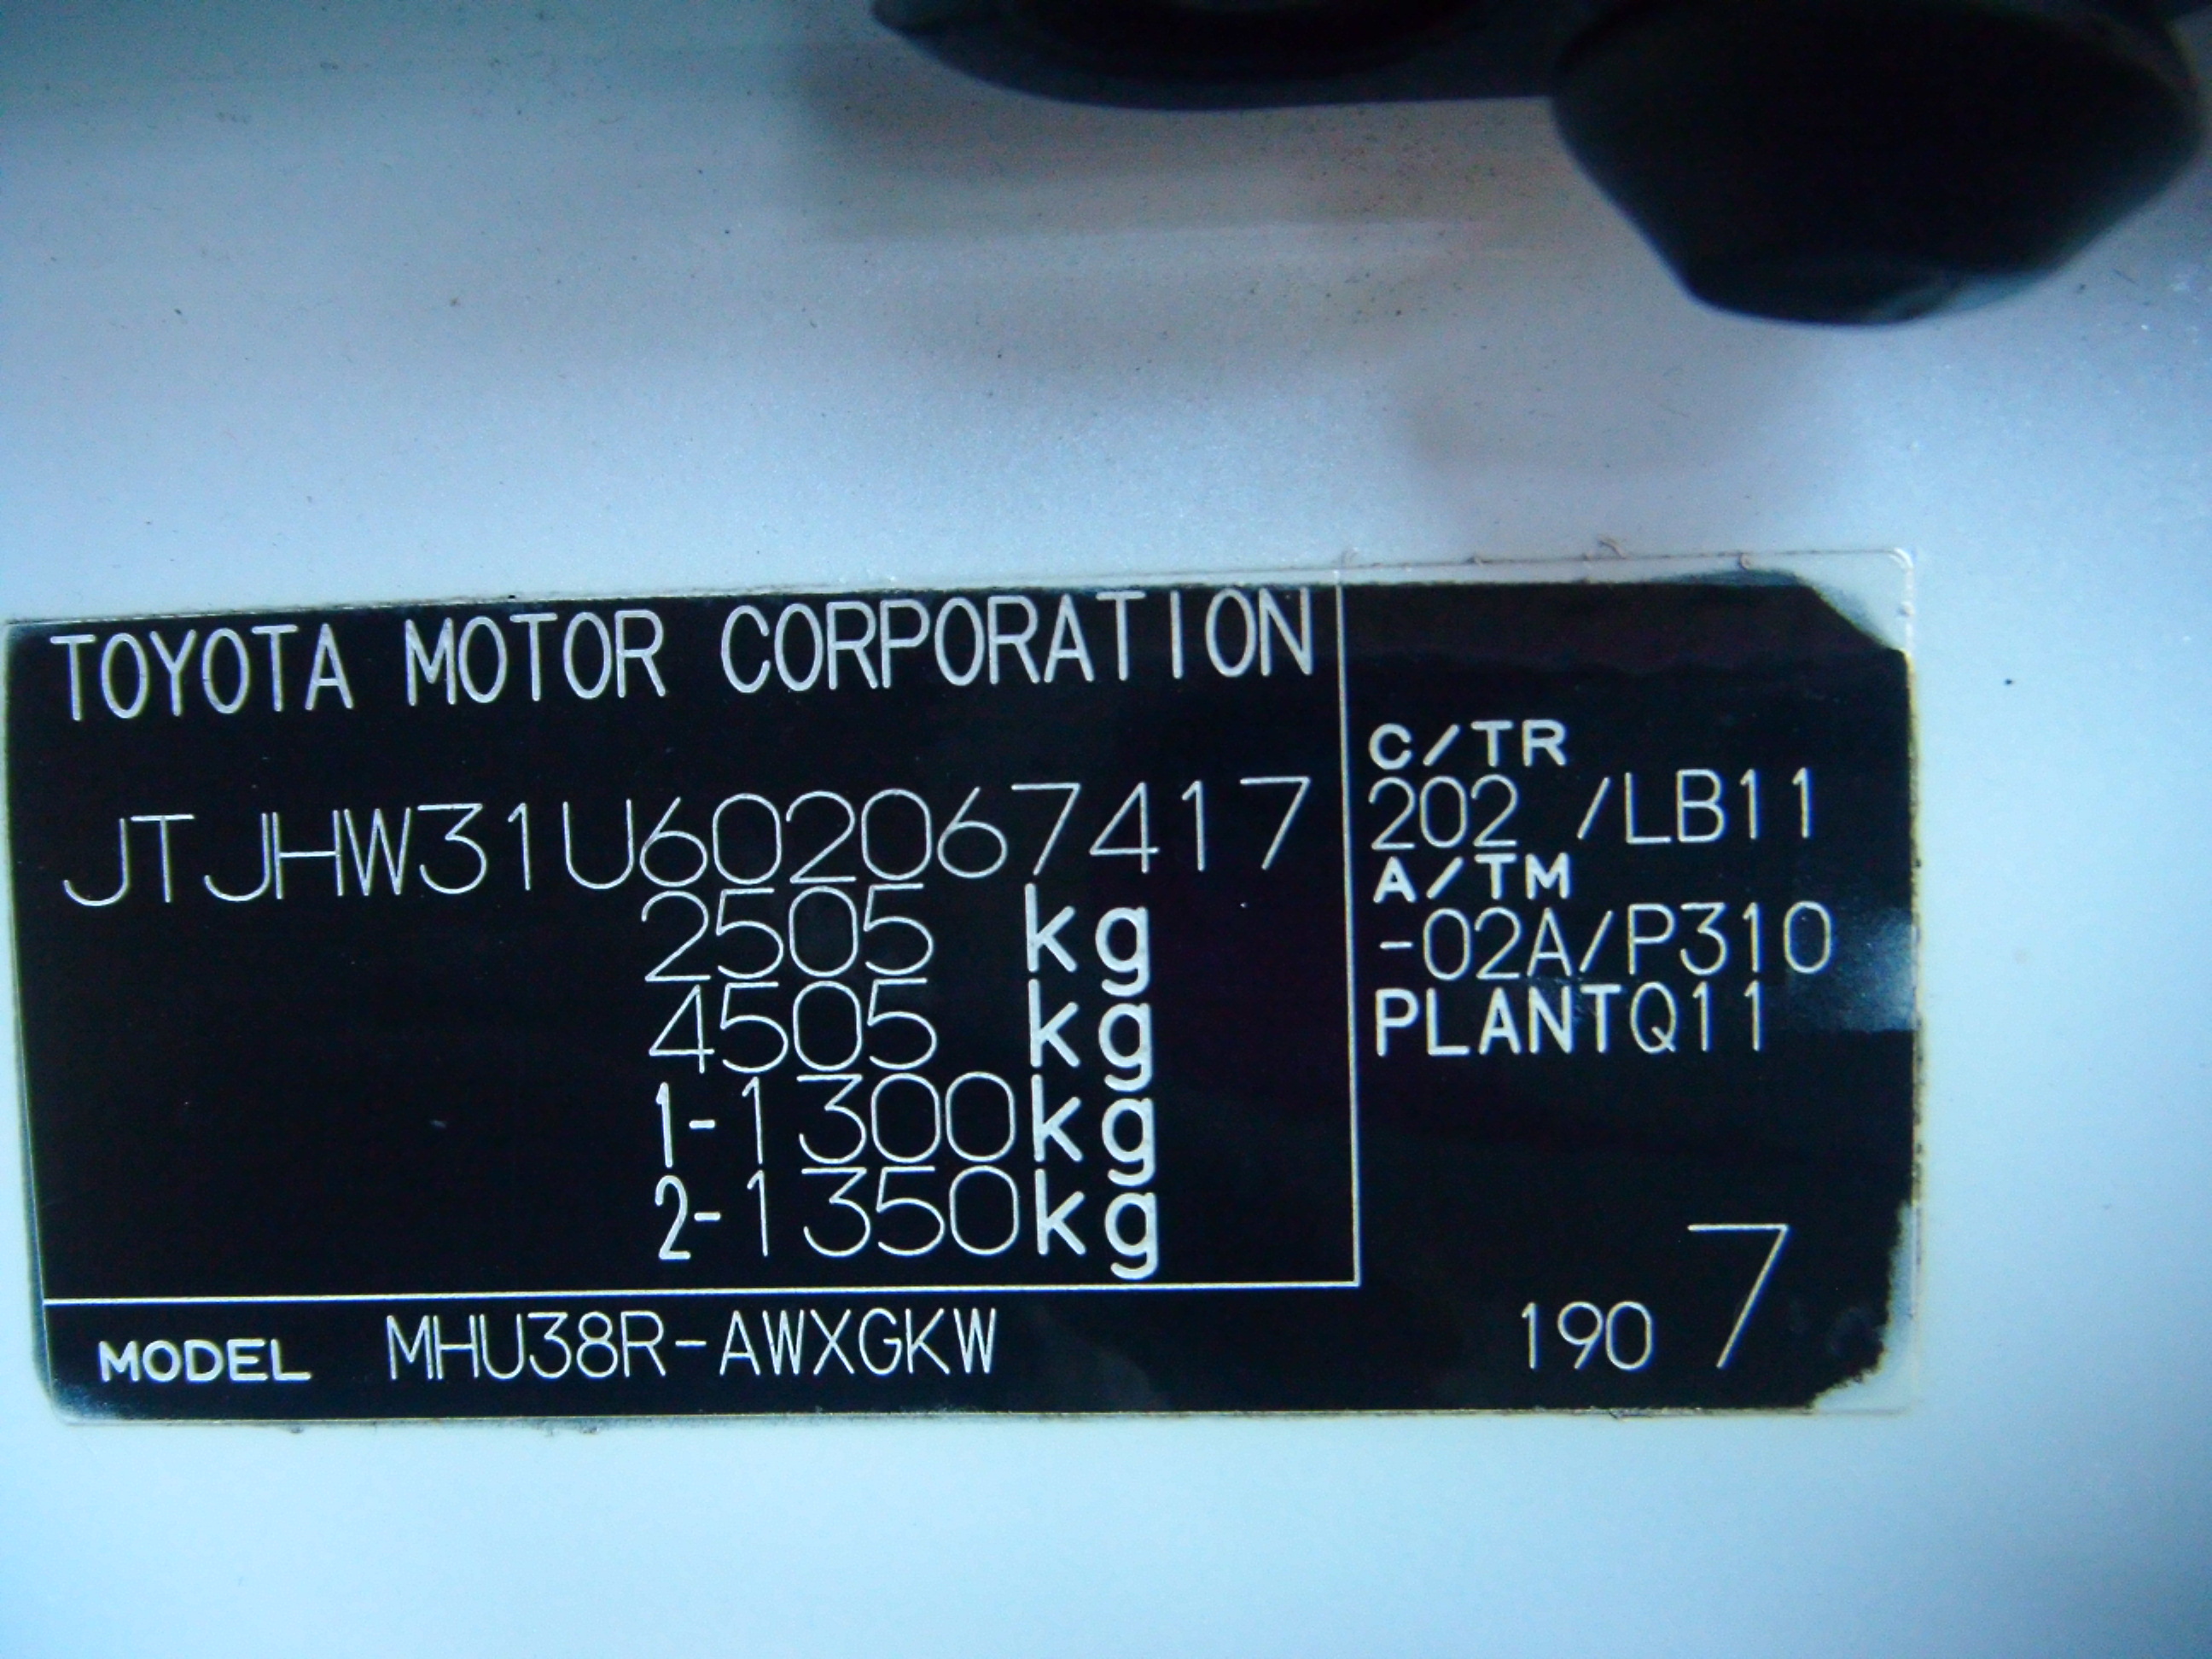 TOYOTA MOTOR CORPORATION
JTJHW31U602067417
2505 kg
4505 kg
1-1300kg
2-1350kg
MODEL MHU38R-AWXGKW
C/TR
202 /LB11
A/TM
-02A/P310
PLANTQ11
190 7